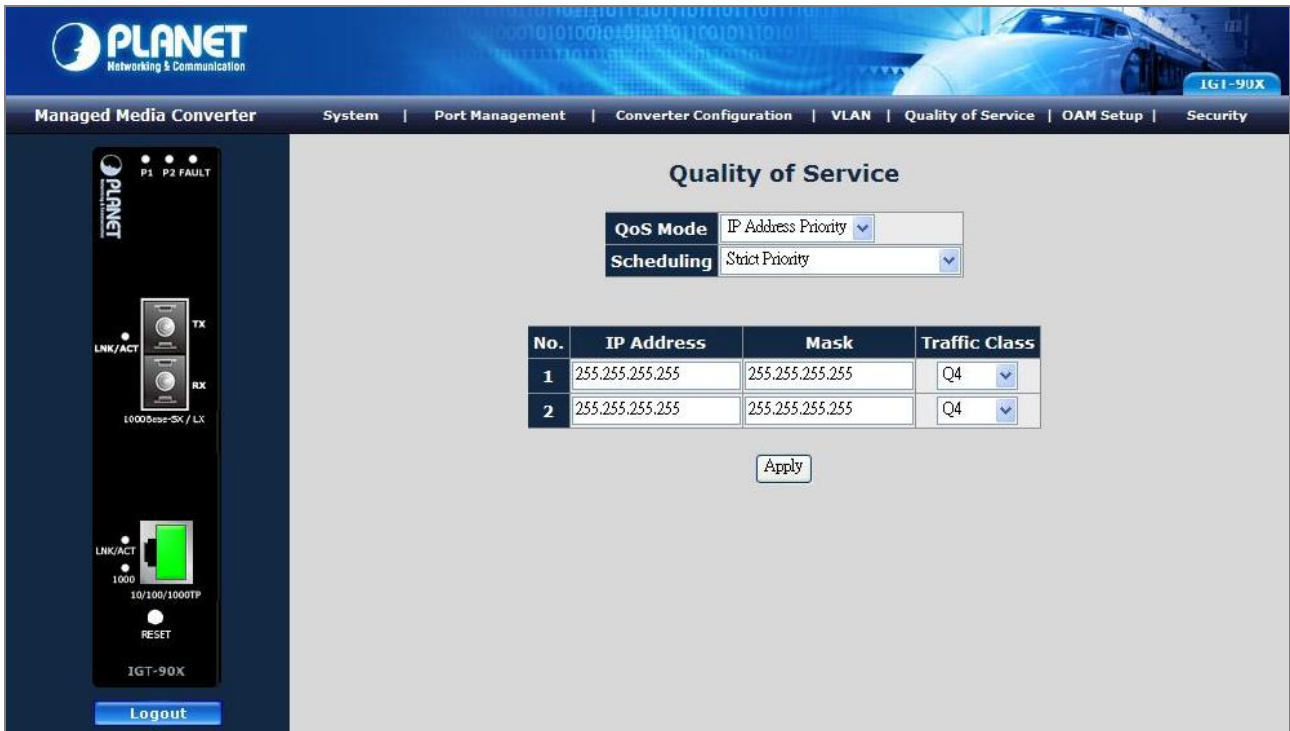 PLANET
Networking & Communication
IGT-90X
Managed Media Converter
System | Port Management | Converter Configuration | VLAN | Quality of Service | OAM Setup | Security
P1 P2 FAULT
PLANET
TX
LNK/ACT
RX
1000Base-SX / LX
LNK/ACT
1000
10/100/1000TP
RESET
IGT-90X
Logout
Quality of Service
QoS Mode IP Address Priority
Scheduling Strict Priority
No. IP Address Mask Traffic Class
1 255.255.255.255 255.255.255.255 Q4
2 255.255.255.255 255.255.255.255 Q4
Apply